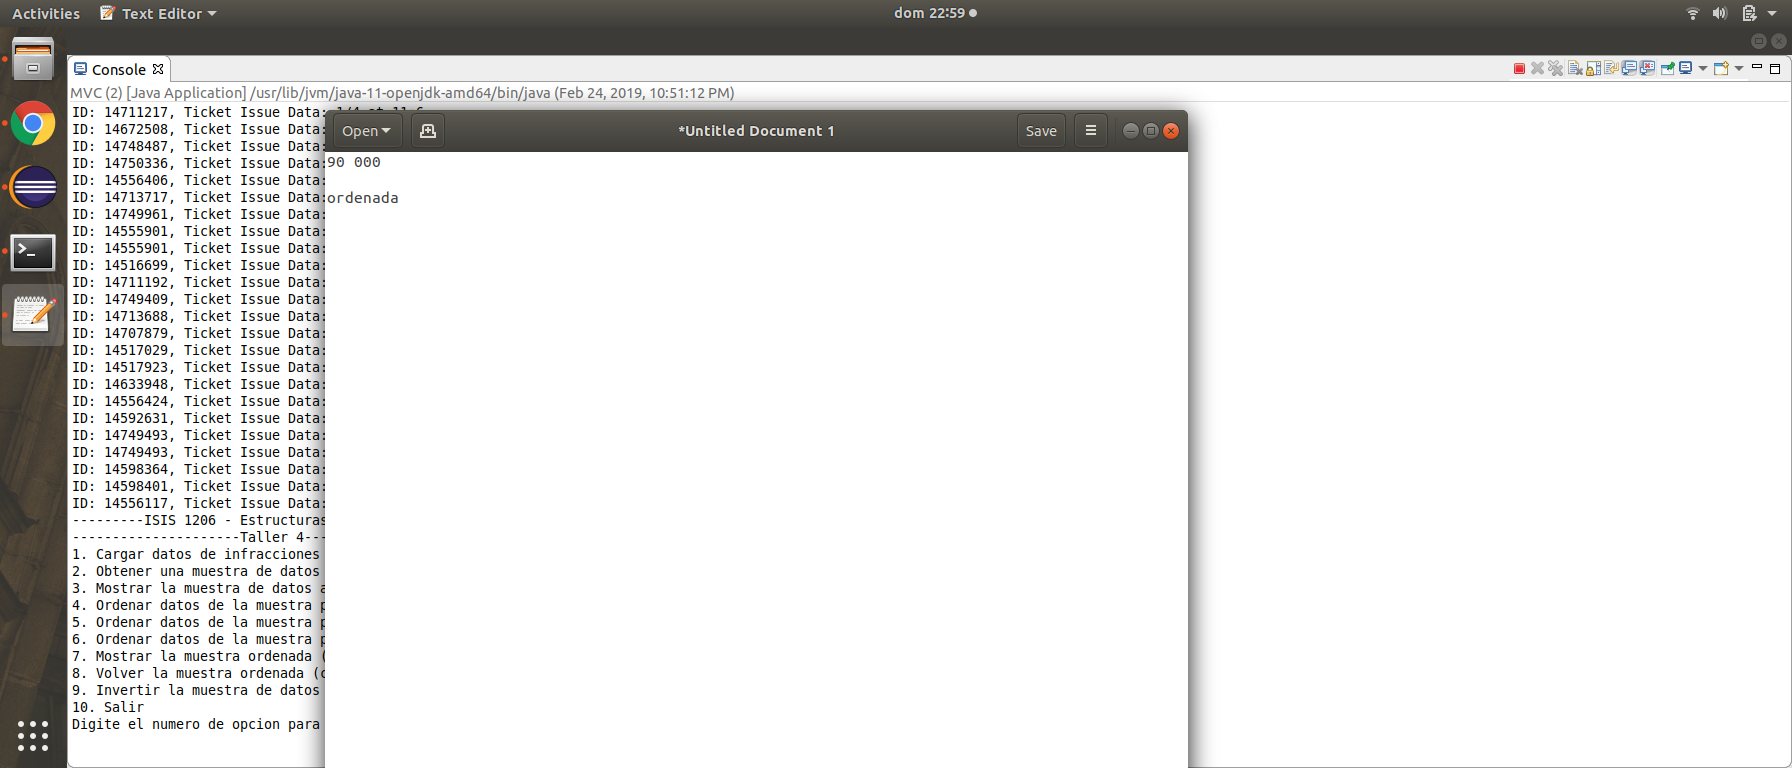 Activities Text Editor dom 22:59
Console
MVC (2) [Java Application] /usr/lib/jvm/java-11-openjdk-amd64/bin/java (Feb 24, 2019, 10:51:12 PM)
ID: 14711217, Ticket Issue Data:
ID: 14672508, Ticket Issue Data:
ID: 14748487, Ticket Issue Data:
ID: 14750336, Ticket Issue Data:
ID: 14556406, Ticket Issue Data:
ID: 14713717, Ticket Issue Data:
ID: 14749961, Ticket Issue Data:
ID: 14555901, Ticket Issue Data:
ID: 14555901, Ticket Issue Data:
ID: 14516699, Ticket Issue Data:
ID: 14711192, Ticket Issue Data:
ID: 14749409, Ticket Issue Data:
ID: 14713688, Ticket Issue Data:
ID: 14707879, Ticket Issue Data:
ID: 14517029, Ticket Issue Data:
ID: 14517923, Ticket Issue Data:
ID: 14633948, Ticket Issue Data:
ID: 14556424, Ticket Issue Data:
ID: 14592631, Ticket Issue Data:
ID: 14749493, Ticket Issue Data:
ID: 14749493, Ticket Issue Data:
ID: 14598364, Ticket Issue Data:
ID: 14598401, Ticket Issue Data:
ID: 14556117, Ticket Issue Data:
---------ISIS 1206 - Estructuras
---------------------Taller 4---
1. Cargar datos de infracciones
2. Obtener una muestra de datos
3. Mostrar la muestra de datos a
4. Ordenar datos de la muestra p
5. Ordenar datos de la muestra p
6. Ordenar datos de la muestra p
7. Mostrar la muestra ordenada (
8. Volver la muestra ordenada (c
9. Invertir la muestra de datos
10. Salir
Digite el numero de opcion para
Open *Untitled Document 1 Save
90 000
ordenada